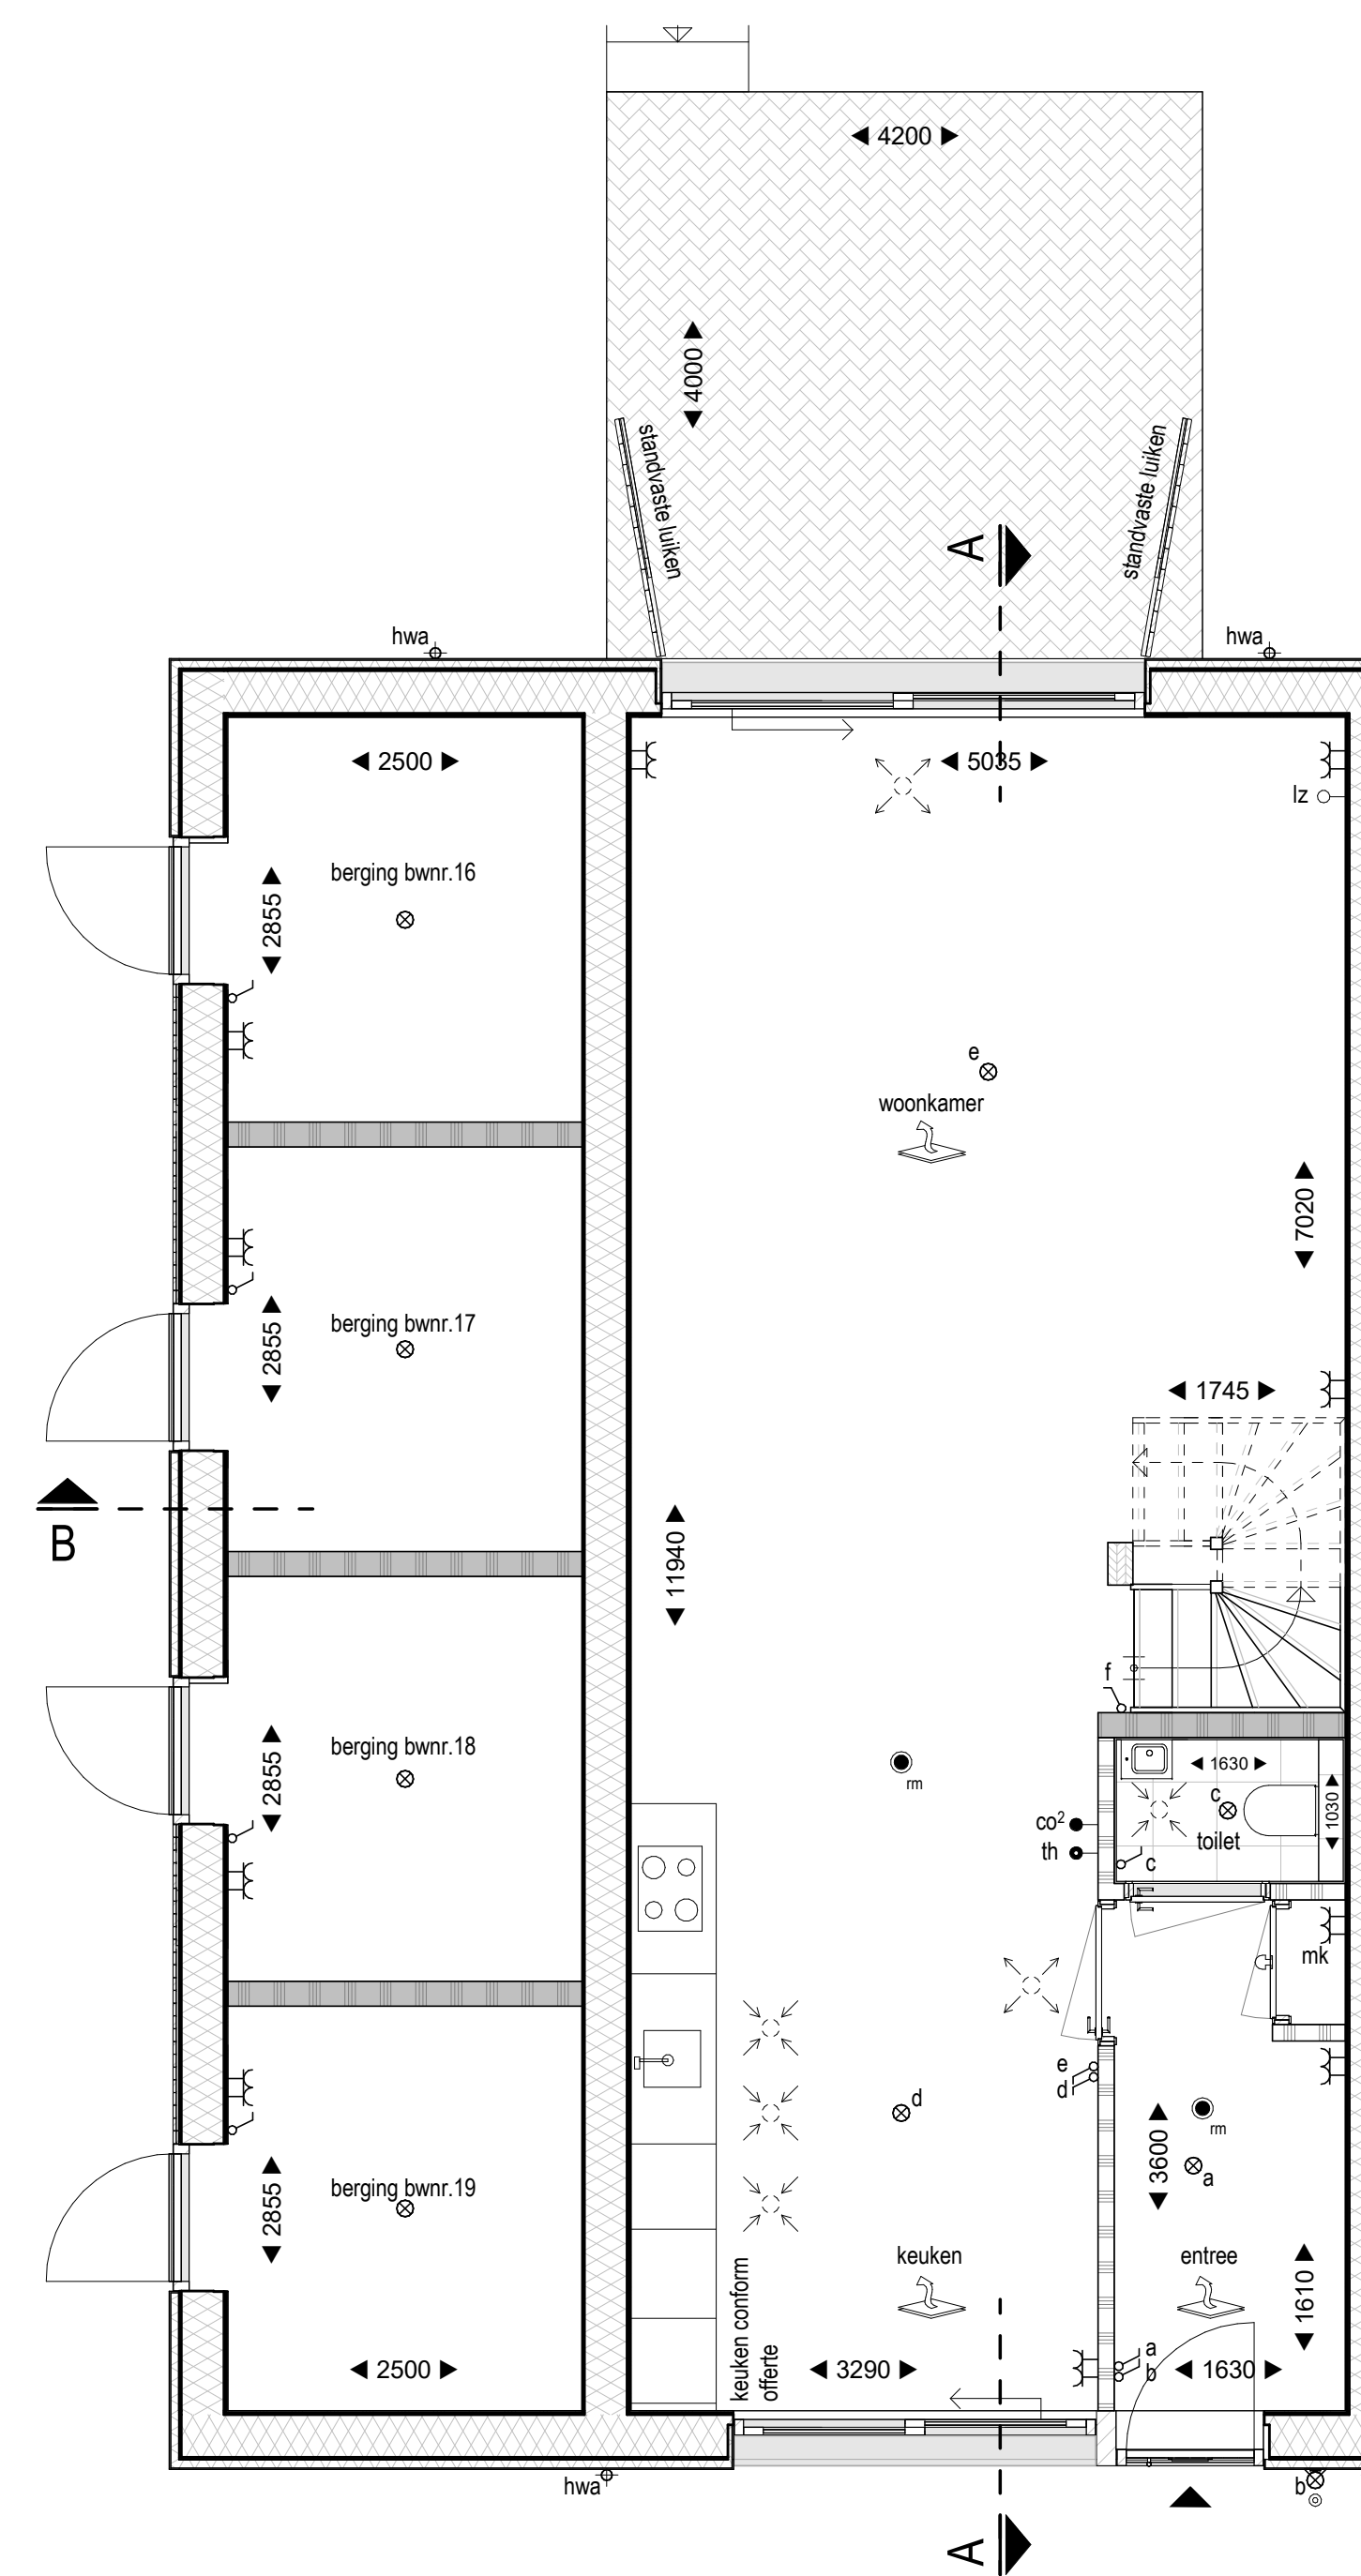 4200
4000
standvaste luiken
standvaste luiken
A
hwa
hwa
2500
5035
lz
berging bwnr.16
2855
e
woonkamer
7020
berging bwnr.17
2855
1745
B
11940
f
berging bwnr.18
2855
rm
1630
c
1030
co²
th
toilet
c
mk
e
d
d
rm
3600
a
berging bwnr.19
2855
keuken
entree
1610
keuken conform
offerte
2500
3290
a
b
1630
hwa
b
A